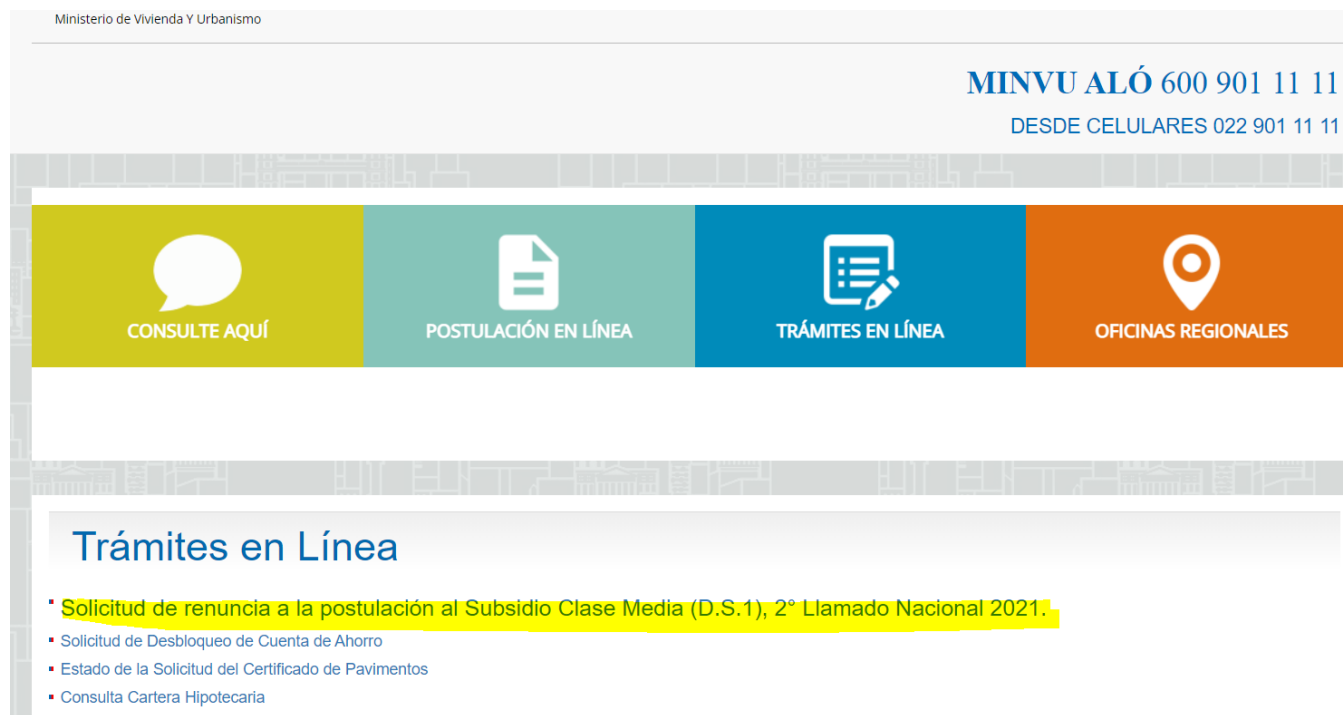 Ministerio de Vivienda Y Urbanismo
MINVU ALÓ 600 901 11 11
DESDE CELULARES 022 901 11 11
CONSULTE AQUÍ
POSTULACIÓN EN LÍNEA
TRÁMITES EN LÍNEA
OFICINAS REGIONALES
Trámites en Línea
Solicitud de renuncia a la postulación al Subsidio Clase Media (D.S.1), 2° Llamado Nacional 2021.
Solicitud de Desbloqueo de Cuenta de Ahorro
Estado de la Solicitud del Certificado de Pavimentos
Consulta Cartera Hipotecaria